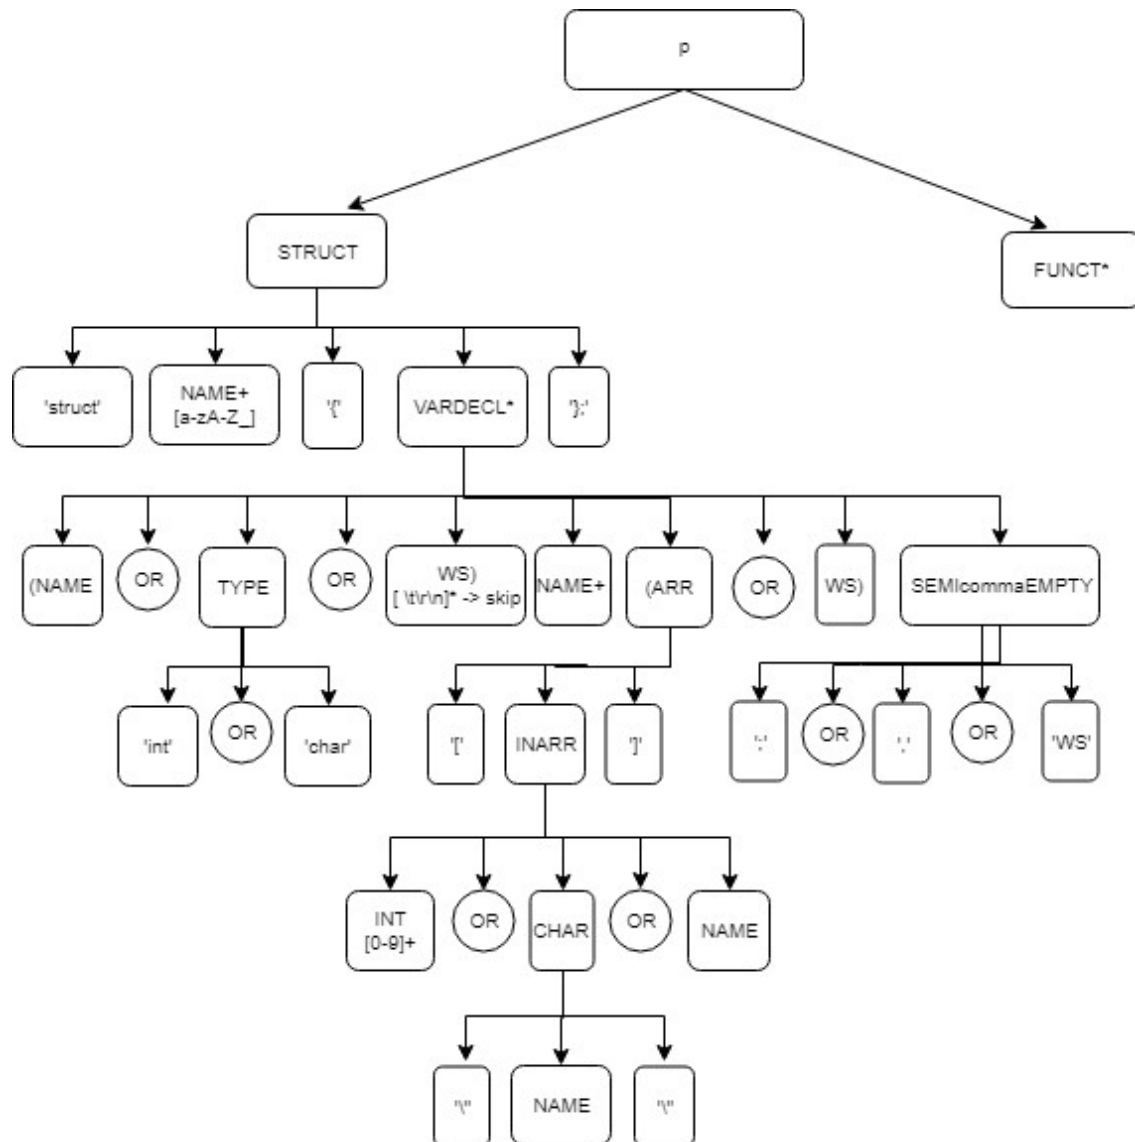 p
STRUCT
FUNCT*
'struct'
NAME+
[a-zA-Z_]
'{'
VARDECL*
'};'
(NAME
OR
TYPE
OR
WS)
[ \t\r\n]* -> skip
NAME+
(ARR
OR
WS)
SEMIcommaEMPTY
'int'
OR
'char'
'['
INARR
']'
';'
OR
','
OR
'WS'
INT
[0-9]+
OR
CHAR
OR
NAME
'\''
NAME
'\''